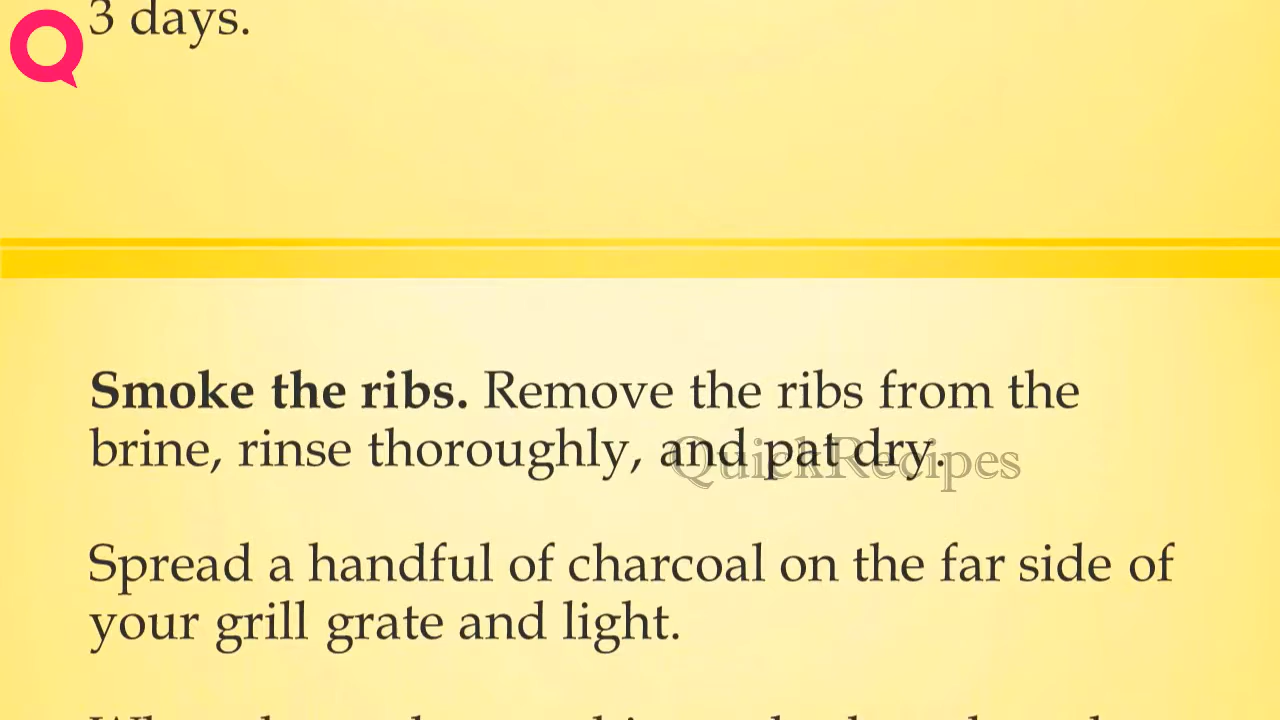 3 days.
Smoke the ribs. Remove the ribs from the
brine, rinse thoroughly, and pat dry.
QuickRecipes
Spread a handful of charcoal on the far side of
your grill grate and light.